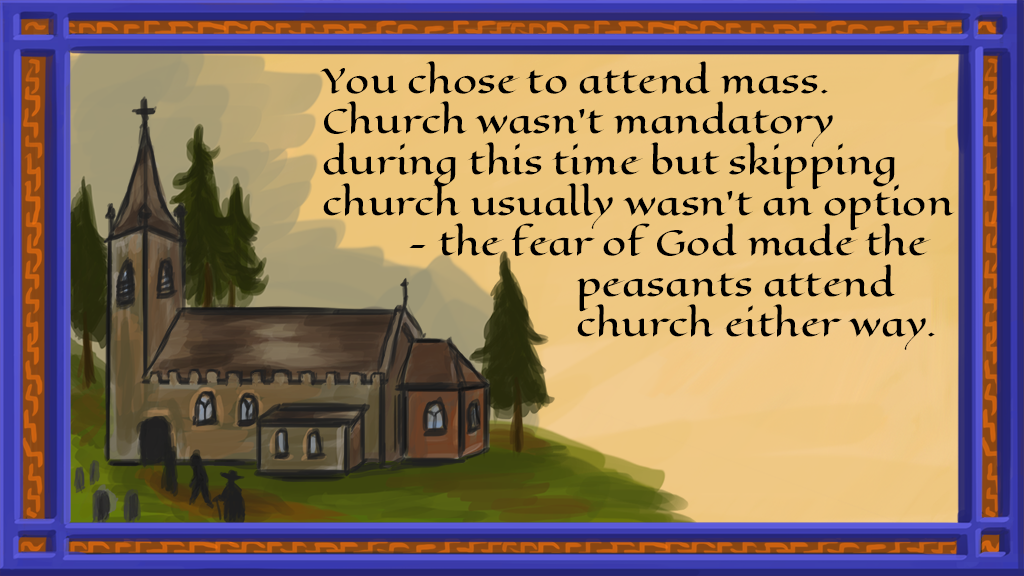 You chose to attend mass.
Church wasn't mandatory
during this time but skipping
church usually wasn't an option
- the fear of God made the
peasants attend
church either way.